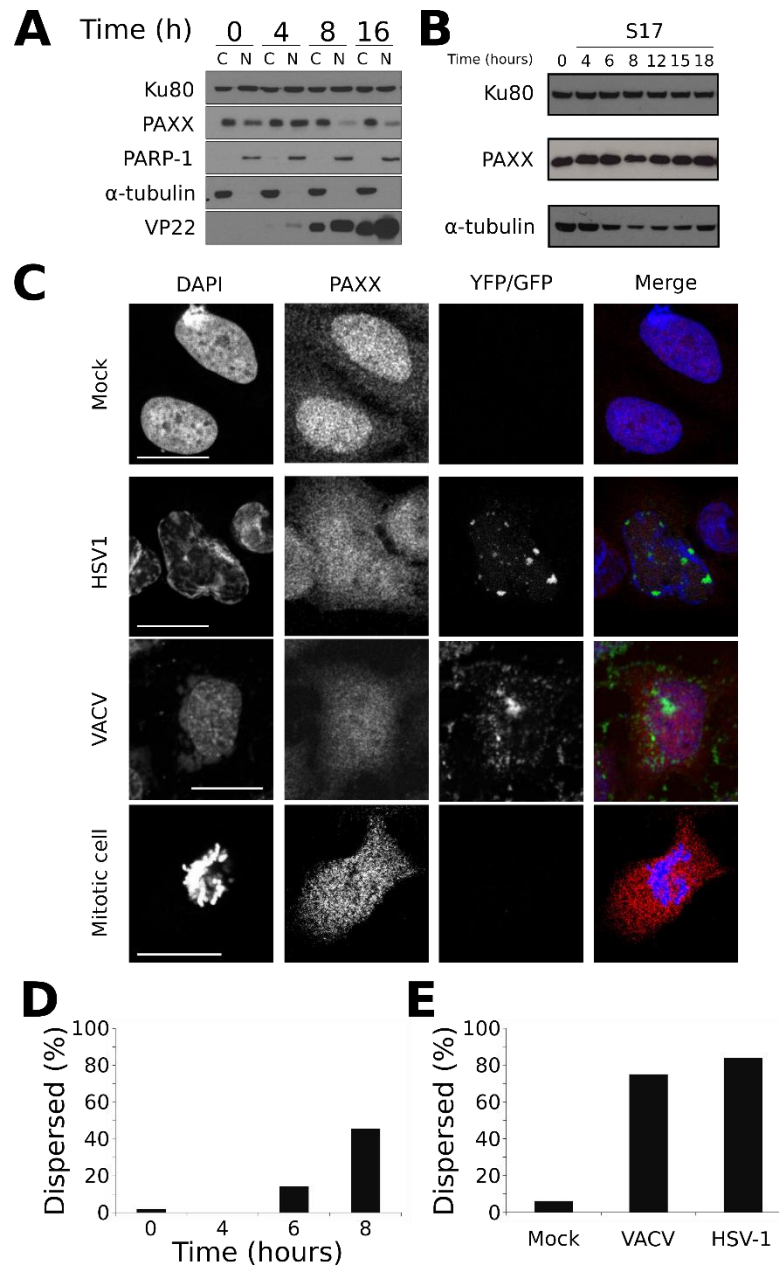 A
Time (h) 0 4 8 16
C N C N C N C N
Ku80
PAXX
PARP-1
α-tubulin
VP22
B
S17
Time (hours) 0 4 6 8 12 15 18
Ku80
PAXX
α-tubulin
C
DAPI PAXX YFP/GFP Merge
Mock
HSV1
VACV
Mitotic cell
D
Dispersed (%)
100
80
60
40
20
0
0 4 6 8
Time (hours)
E
Dispersed (%)
100
80
60
40
20
0
Mock VACV HSV-1